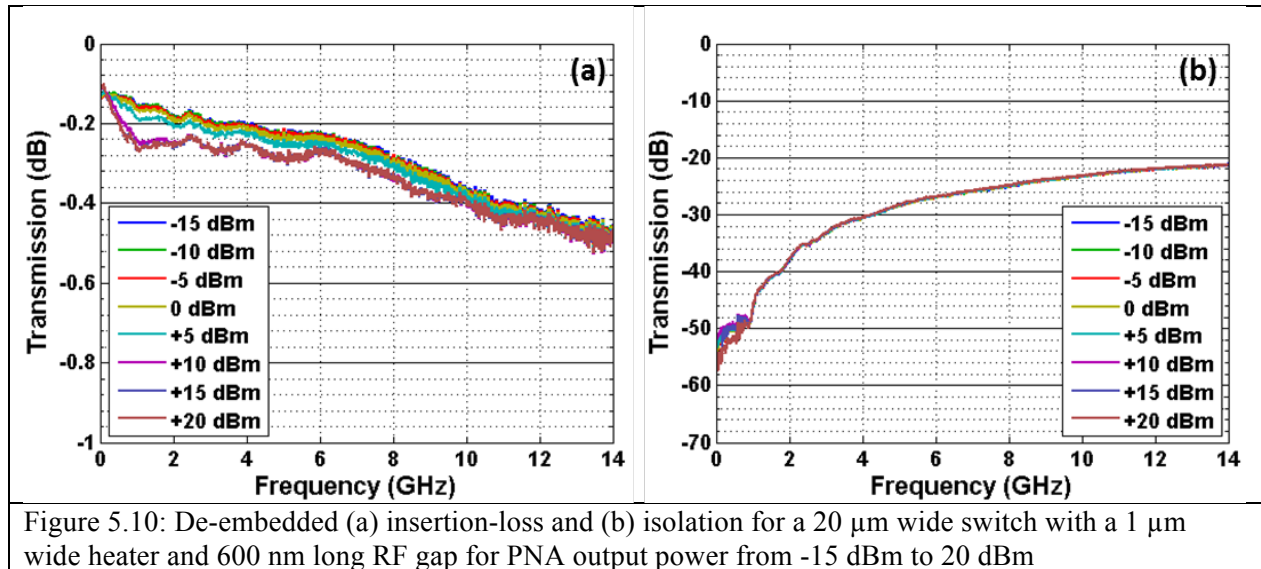 (a)
Transmission (dB)
0
-0.2
-0.4
-0.6
-0.8
-1
-15 dBm
-10 dBm
-5 dBm
0 dBm
+5 dBm
+10 dBm
+15 dBm
+20 dBm
0 2 4 6 8 10 12 14
Frequency (GHz)
(b)
Transmission (dB)
0
-10
-20
-30
-40
-50
-60
-70
-15 dBm
-10 dBm
-5 dBm
0 dBm
+5 dBm
+10 dBm
+15 dBm
+20 dBm
0 2 4 6 8 10 12 14
Frequency (GHz)
Figure 5.10: De-embedded (a) insertion-loss and (b) isolation for a 20 µm wide switch with a 1 µm
wide heater and 600 nm long RF gap for PNA output power from -15 dBm to 20 dBm